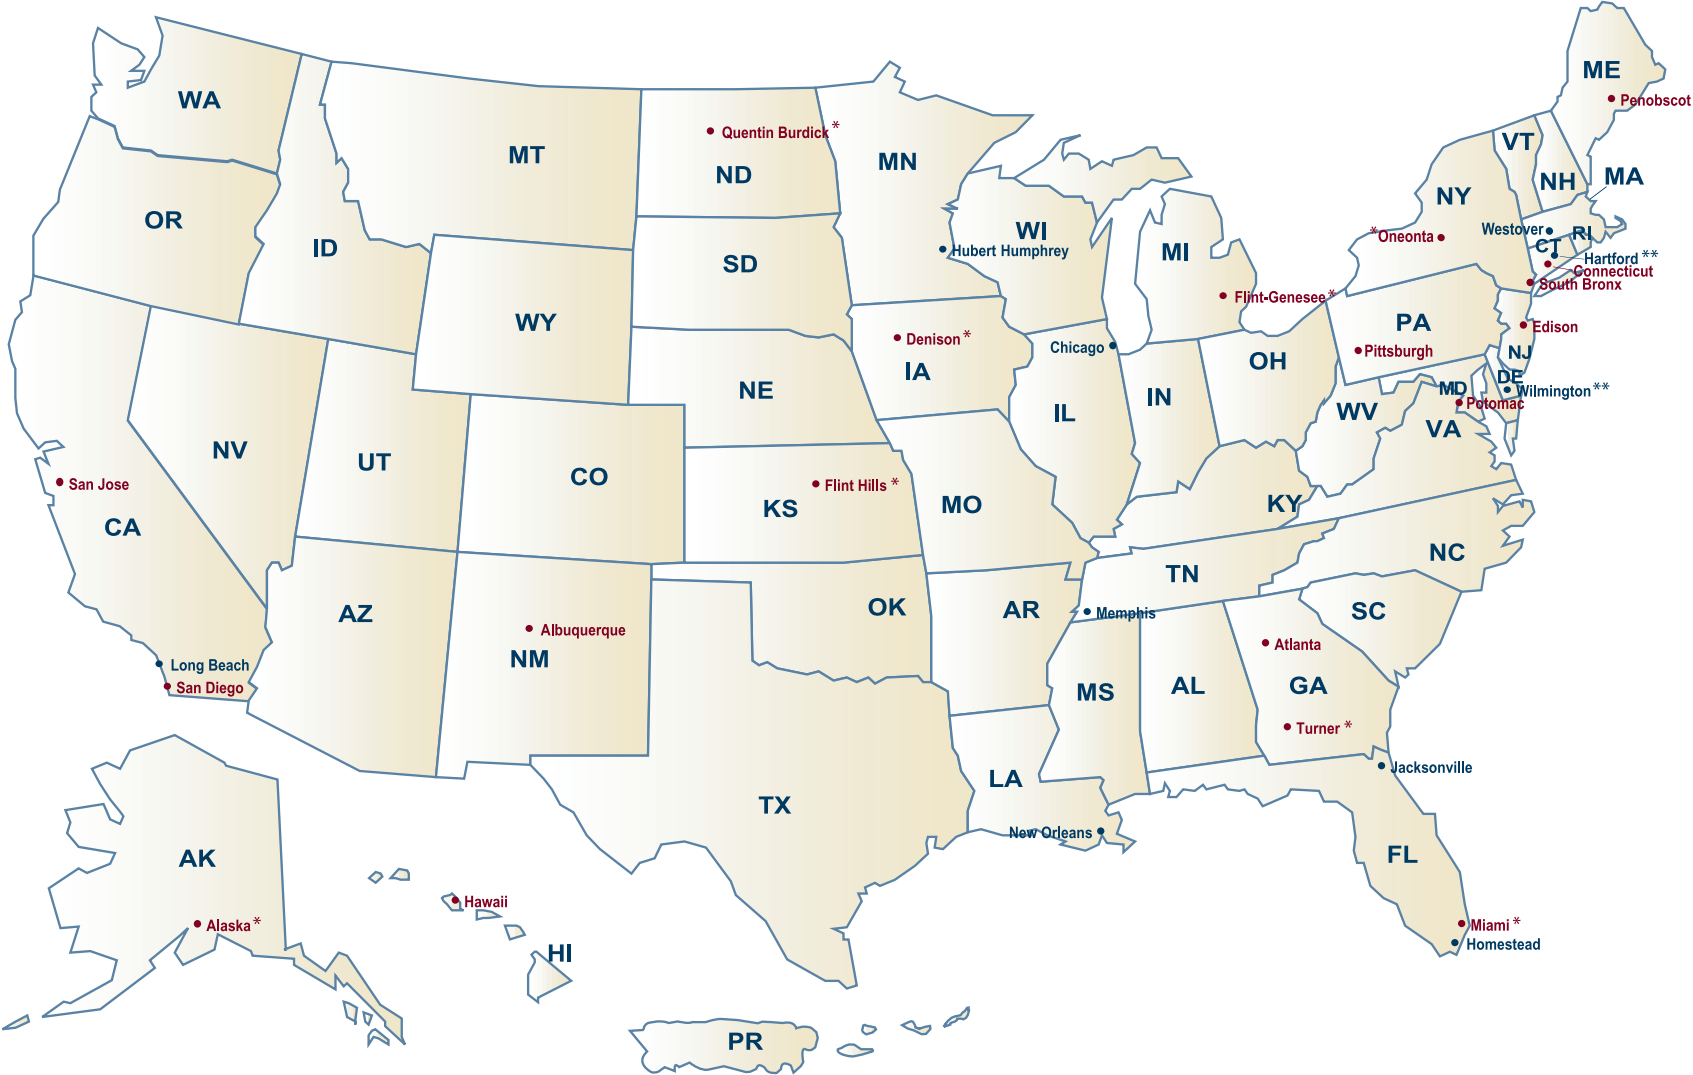 WA
ME
Penobscot
Quentin Burdick*
VT
MT
MN
ND
NH
MA
NY
OR
WI
Westover
RI
*Oneonta
CT
ID
MI
Hubert Humphrey
Hartford**
SD
Connecticut
South Bronx
Flint-Genesee*
WY
PA
Edison
Denison*
Chicago
Pittsburgh
NJ
OH
IA
DE
NE
MD
Wilmington**
IN
Potomac
WV
IL
VA
NV
UT
CO
San Jose
Flint Hills*
KS
MO
KY
CA
NC
TN
OK
AR
SC
AZ
Memphis
Albuquerque
Atlanta
NM
Long Beach
GA
San Diego
MS
AL
Turner*
Jacksonville
LA
TX
New Orleans
FL
AK
Hawaii
Alaska*
Miami*
Homestead
HI
PR